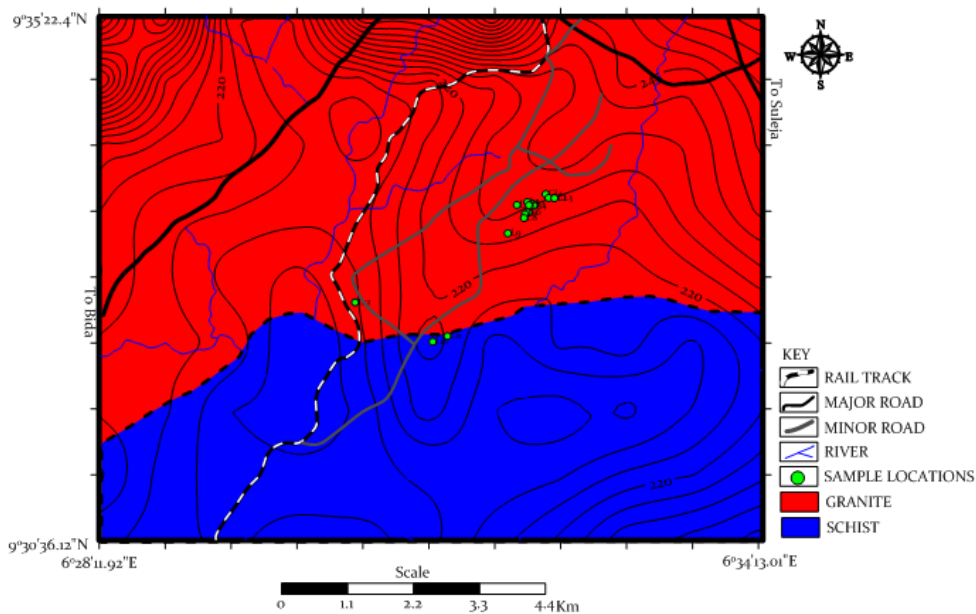 9°35'22.4"N
N
W E
S
220
240
To Suleja
220
220
To Bida
220
KEY
RAIL TRACK
MAJOR ROAD
MINOR ROAD
RIVER
SAMPLE LOCATIONS
GRANITE
SCHIST
9°30'36.12"N
6°28'11.92"E
6°34'13.01"E
Scale
0 1.1 2.2 3.3 4.4Km